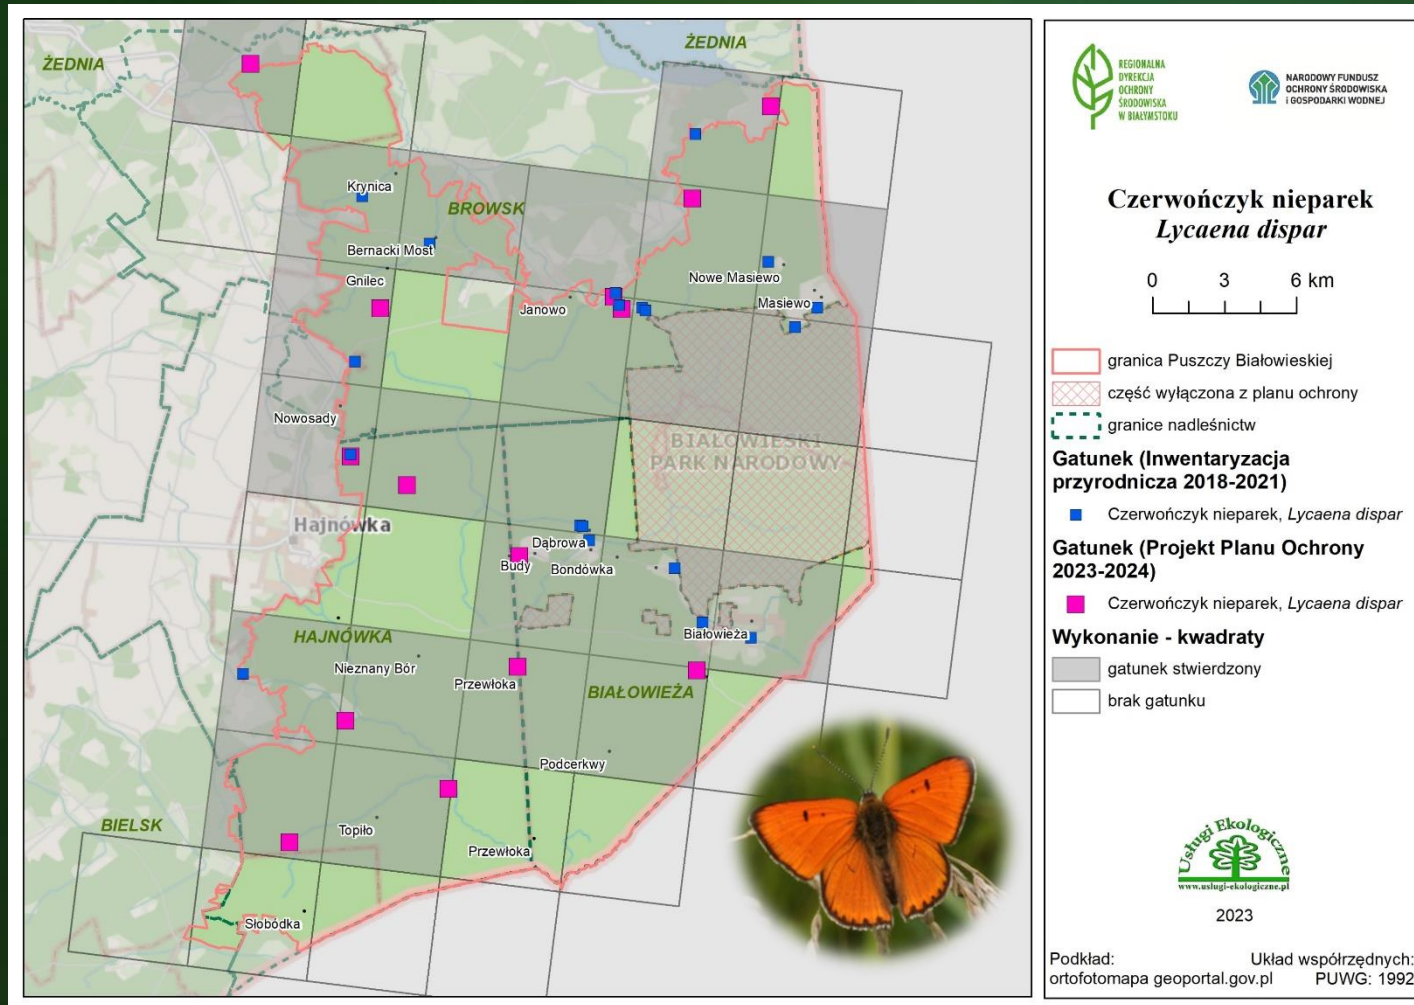 ŻEDNIA
ŻEDNIA
Krynica
BROWSK
Bernacki Most
Gnilec
Nowe Masiewo
Janowo
Masiewo
Nowosady
BIAŁOWIESKI
PARK NARODOWY
Hajnówka
Dąbrowa
Budy
Bondówka
HAJNÓWKA
Białowieża
Nieznany Bór
Przewłoka
BIAŁOWIEŻA
Podcerkwy
BIELSK
Topiło
Przewłoka
Słobódka
REGIONALNA
DYREKCJA
OCHRONY
ŚRODOWISKA
W BIAŁYMSTOKU
NARODOWY FUNDUSZ
OCHRONY ŚRODOWISKA
i GOSPODARKI WODNEJ
Czerwończyk nieparek
Lycaena dispar
0 3 6 km
granica Puszczy Białowieskiej
część wyłączona z planu ochrony
granice nadleśnictw
Gatunek (Inwentaryzacja
przyrodnicza 2018-2021)
Czerwończyk nieparek, Lycaena dispar
Gatunek (Projekt Planu Ochrony
2023-2024)
Czerwończyk nieparek, Lycaena dispar
Wykonanie - kwadraty
gatunek stwierdzony
brak gatunku
Usługi Ekologiczne
www.uslugi-ekologiczne.pl
2023
Podkład: Układ współrzędnych:
ortofotomapa geoportal.gov.pl PUWG: 1992